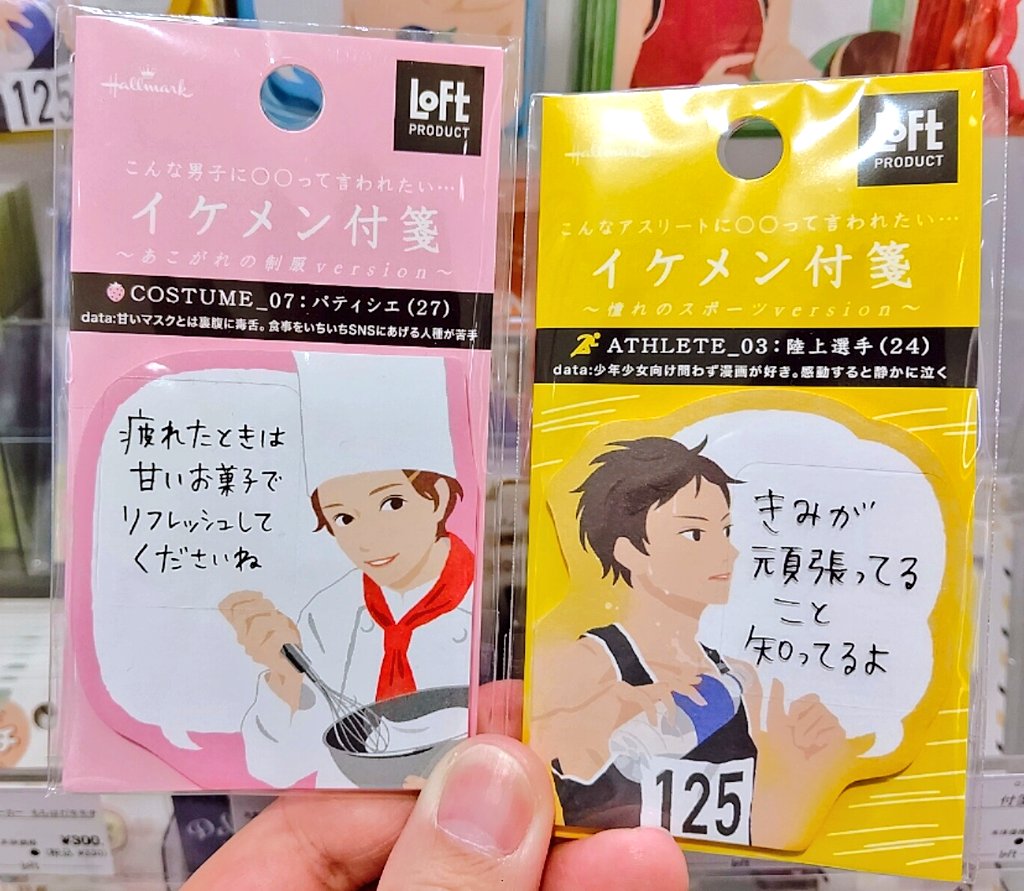 Hallmark
LOFT
PRODUCT
こんな男子に〇〇って言われたい…
イケメン付箋
～あこがれの制服version～
COSTUME_07：パティシエ(27)
data:甘いマスクとは裏腹に毒舌。食事をいちいちSNSにあげる人種が苦手
疲れたときは
甘いお菓子で
リフレッシュして
くださいね
Hallmark
LOFT
PRODUCT
こんなアスリートに〇〇って言われたい…
イケメン付箋
～憧れのスポーツversion～
ATHLETE_03：陸上選手(24)
data:少年少女向け問わず漫画が好き。感動すると静かに泣く
きみが
頑張ってる
こと
知ってるよ
125
125
¥300